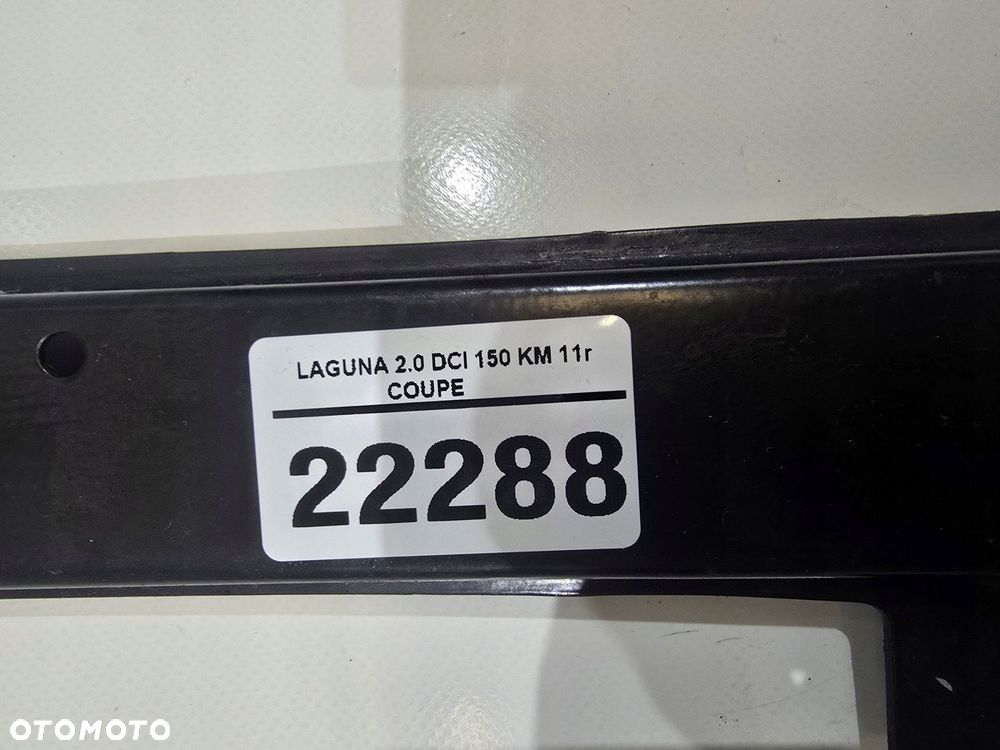 LAGUNA 2.0 DCI 150 KM 11r
COUPE
22288
OTOMOTO